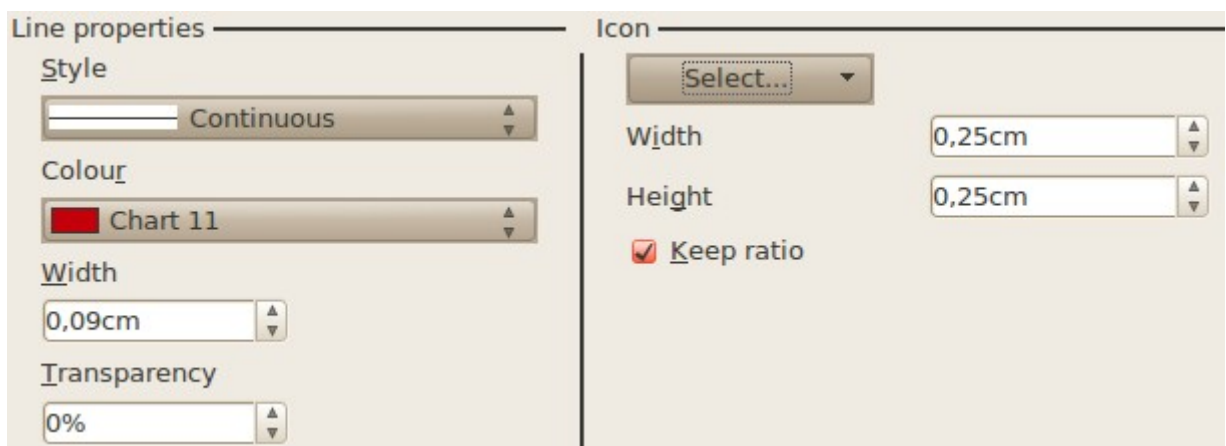 Line properties
Style
Continuous
Colour
Chart 11
Width
0,09cm
Transparency
0%
Icon
Select...
Width
0,25cm
Height
0,25cm
Keep ratio